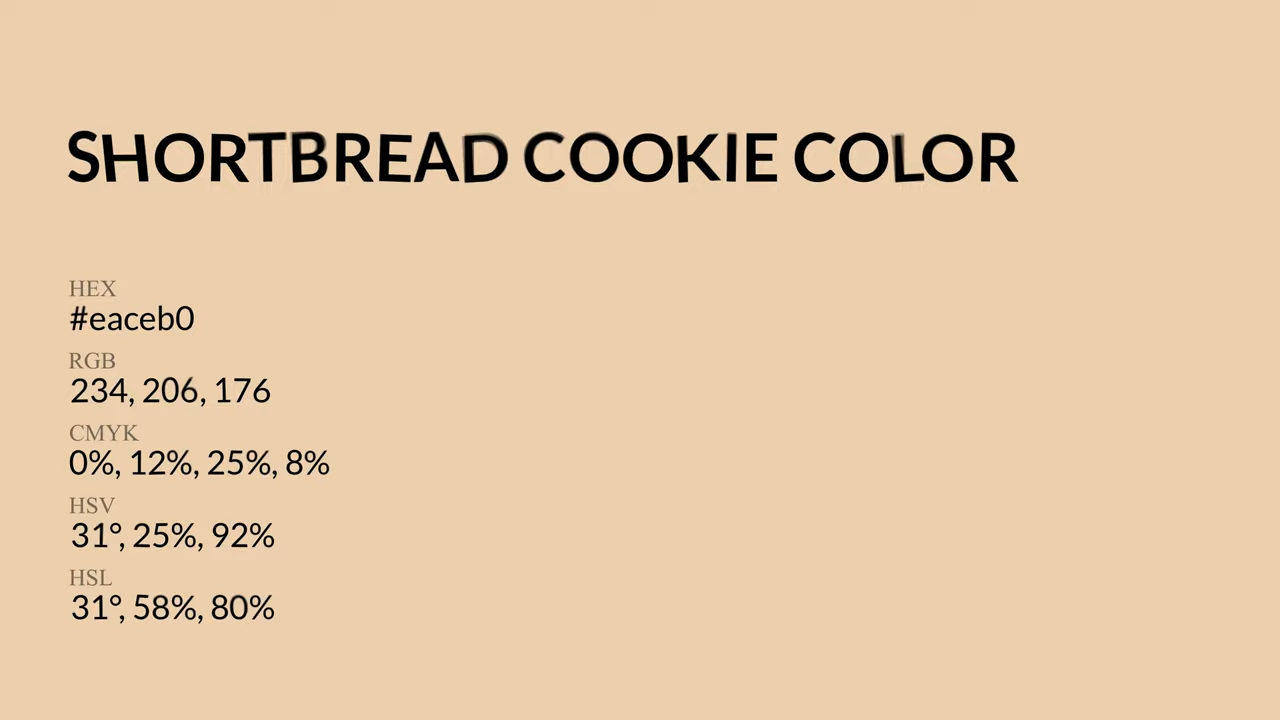 SHORTBREAD COOKIE COLOR
HEX
#eaceb0
RGB
234, 206, 176
CMYK
0%, 12%, 25%, 8%
HSV
31°, 25%, 92%
HSL
31°, 58%, 80%